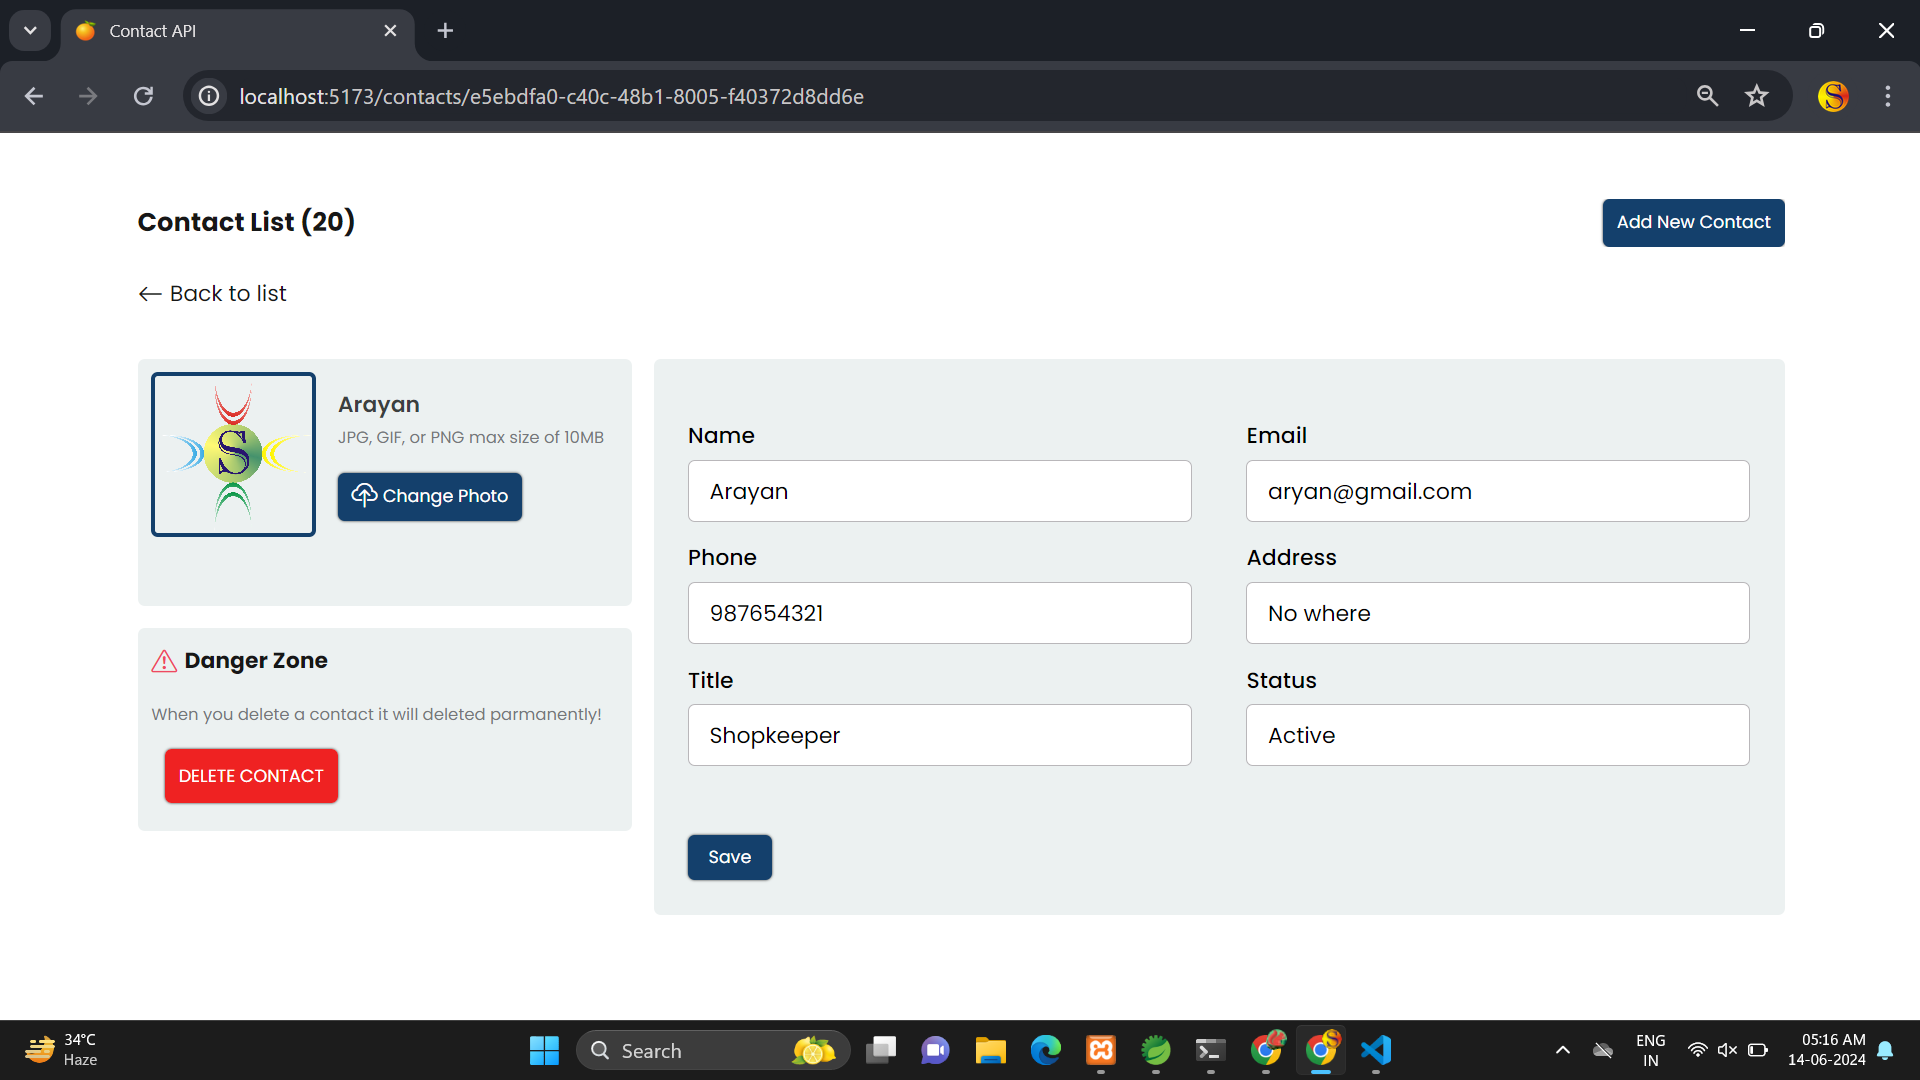 Contact API
localhost:5173/contacts/e5ebdfa0-c40c-48b1-8005-f40372d8dd6e
S
Contact List (20)
Add New Contact
Back to list
S
Arayan
JPG, GIF, or PNG max size of 10MB
Change Photo
Danger Zone
When you delete a contact it will deleted parmanently!
DELETE CONTACT
Name
Email
Arayan
aryan@gmail.com
Phone
Address
987654321
No where
Title
Status
Shopkeeper
Active
Save
34°C
Haze
Search
ENG
IN
05:16 AM
14-06-2024